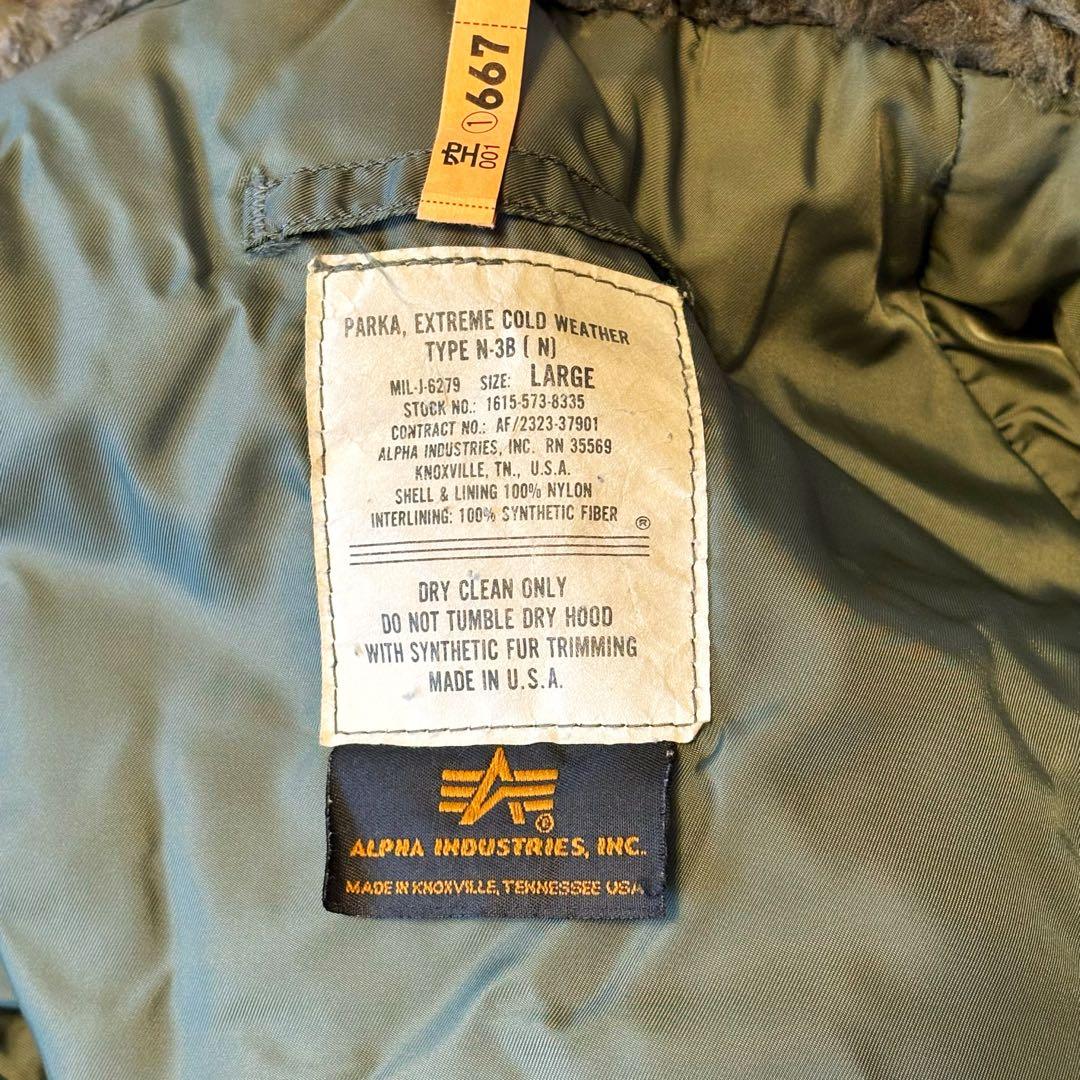 ①667
001
PARKA, EXTREME COLD WEATHER
TYPE N-3B ( N)
MIL-J-6279 SIZE: LARGE
STOCK NO.: 1615-573-8335
CONTRACT NO.: AF/2323-37901
ALPHA INDUSTRIES, INC. RN 35569
KNOXVILLE, TN., U.S.A.
SHELL & LINING 100% NYLON
INTERLINING: 100% SYNTHETIC FIBER ®
DRY CLEAN ONLY
DO NOT TUMBLE DRY HOOD
WITH SYNTHETIC FUR TRIMMING
MADE IN U.S.A.
®
ALPHA INDUSTRIES, INC.
MADE IN KNOXVILLE, TENNESSEE USA